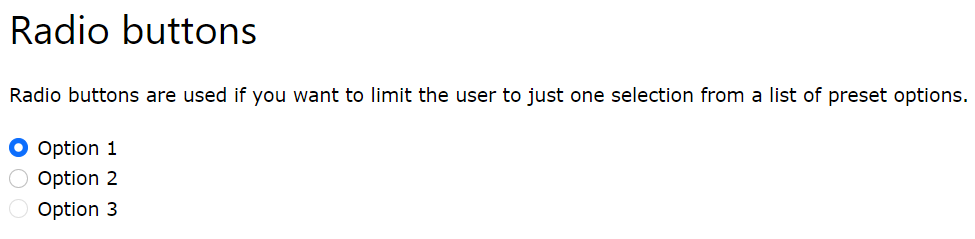 Radio buttons
Radio buttons are used if you want to limit the user to just one selection from a list of preset options.
Option 1
Option 2
Option 3